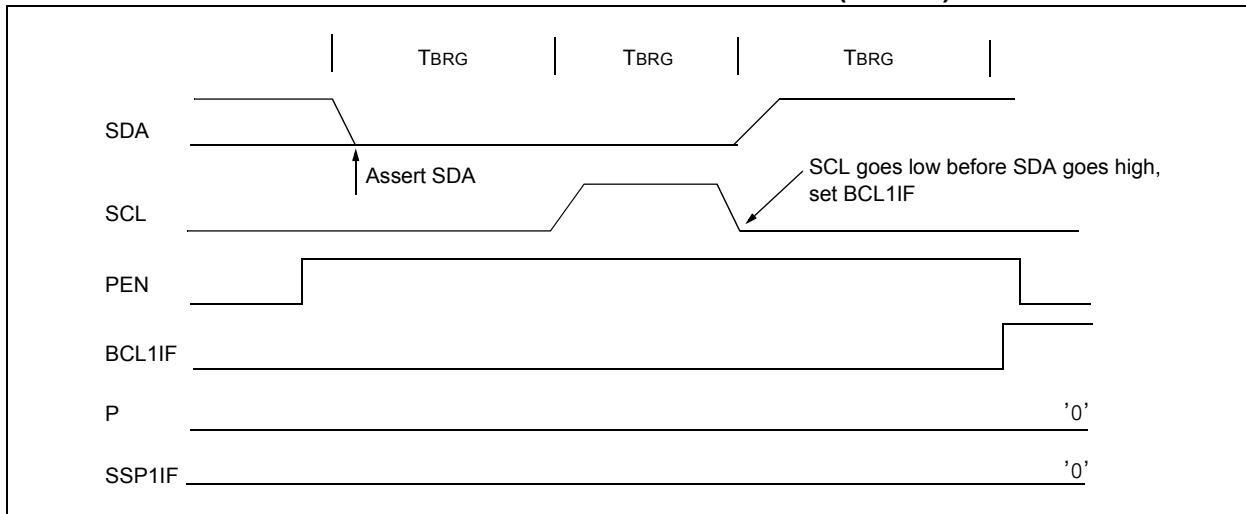 TBRG TBRG TBRG
SDA
Assert SDA
SCL goes low before SDA goes high,
set BCL1IF
SCL
PEN
BCL1IF
P '0'
SSP1IF '0'